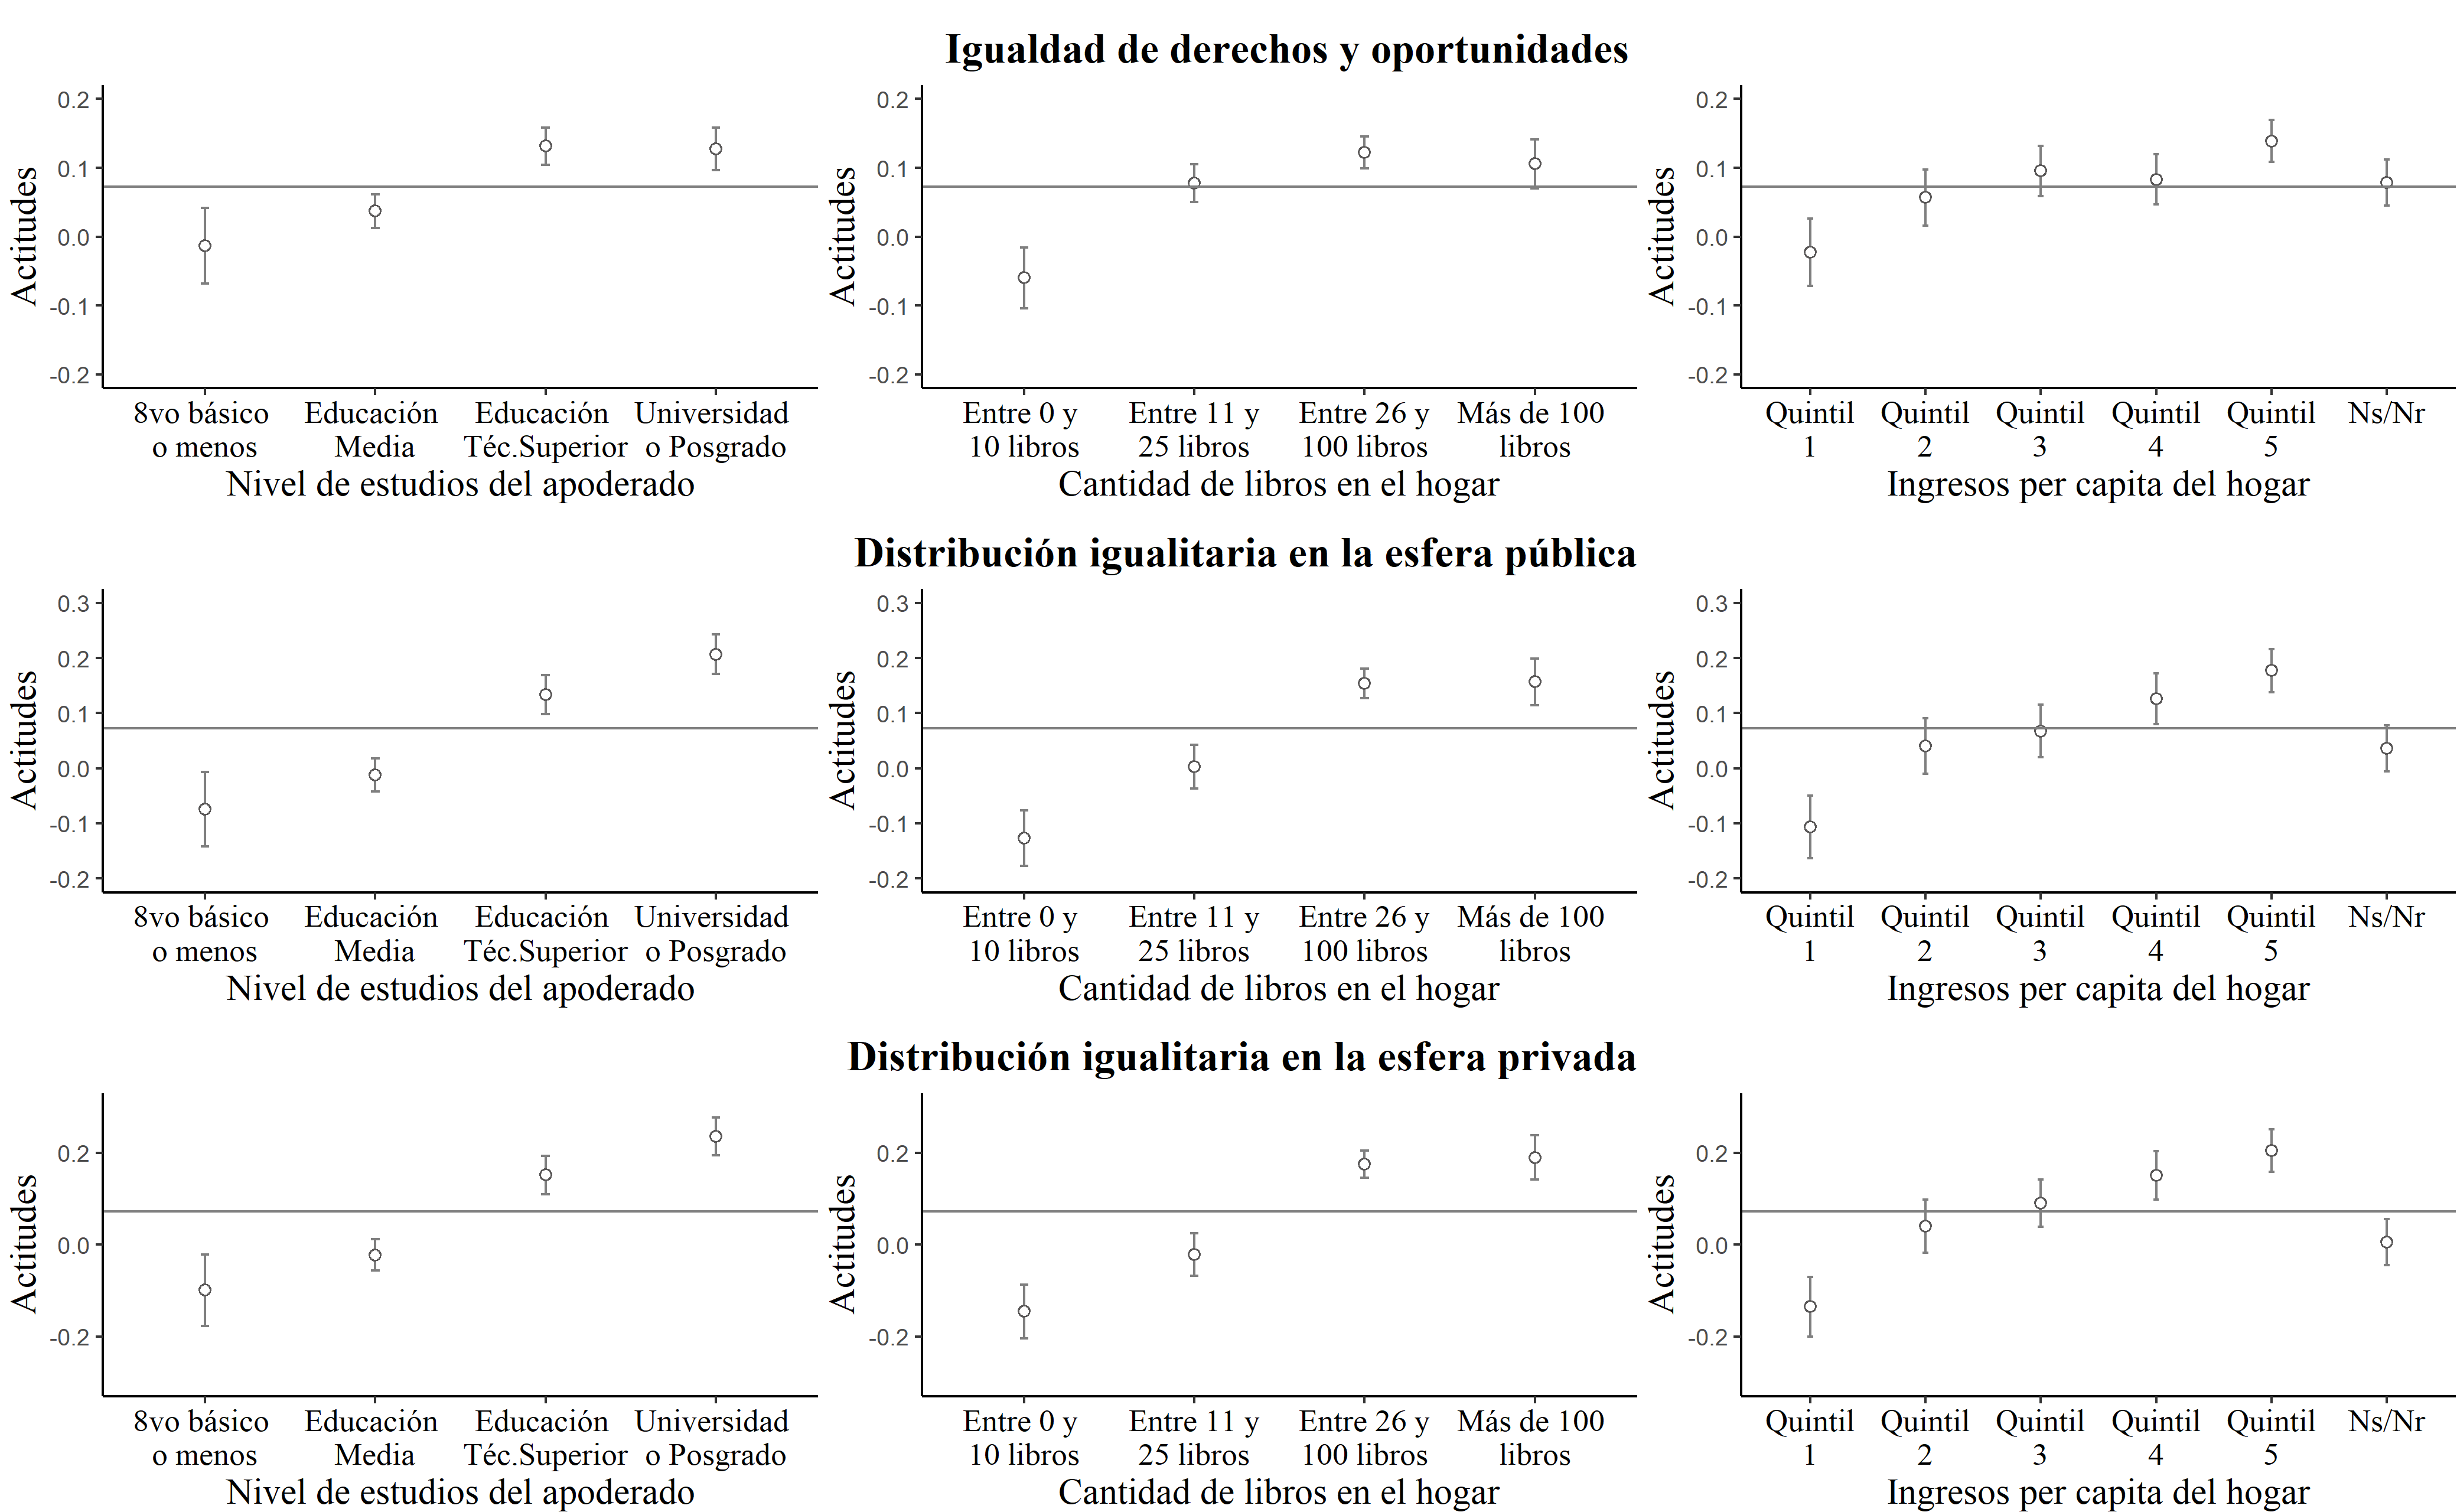 Igualdad de derechos y oportunidades
Actitudes
0.2
0.1
0.0
-0.1
-0.2
8vo básico
o menos
Educación
Media
Educación
Téc.Superior
Universidad
o Posgrado
Nivel de estudios del apoderado
Actitudes
0.2
0.1
0.0
-0.1
-0.2
Entre 0 y
10 libros
Entre 11 y
25 libros
Entre 26 y
100 libros
Más de 100
libros
Cantidad de libros en el hogar
Actitudes
0.2
0.1
0.0
-0.1
-0.2
Quintil
1
Quintil
2
Quintil
3
Quintil
4
Quintil
5
Ns/Nr
Ingresos per capita del hogar
Distribución igualitaria en la esfera pública
Actitudes
0.3
0.2
0.1
0.0
-0.1
-0.2
8vo básico
o menos
Educación
Media
Educación
Téc.Superior
Universidad
o Posgrado
Nivel de estudios del apoderado
Actitudes
0.3
0.2
0.1
0.0
-0.1
-0.2
Entre 0 y
10 libros
Entre 11 y
25 libros
Entre 26 y
100 libros
Más de 100
libros
Cantidad de libros en el hogar
Actitudes
0.3
0.2
0.1
0.0
-0.1
-0.2
Quintil
1
Quintil
2
Quintil
3
Quintil
4
Quintil
5
Ns/Nr
Ingresos per capita del hogar
Distribución igualitaria en la esfera privada
Actitudes
0.2
0.0
-0.2
8vo básico
o menos
Educación
Media
Educación
Téc.Superior
Universidad
o Posgrado
Nivel de estudios del apoderado
Actitudes
0.2
0.0
-0.2
Entre 0 y
10 libros
Entre 11 y
25 libros
Entre 26 y
100 libros
Más de 100
libros
Cantidad de libros en el hogar
Actitudes
0.2
0.0
-0.2
Quintil
1
Quintil
2
Quintil
3
Quintil
4
Quintil
5
Ns/Nr
Ingresos per capita del hogar